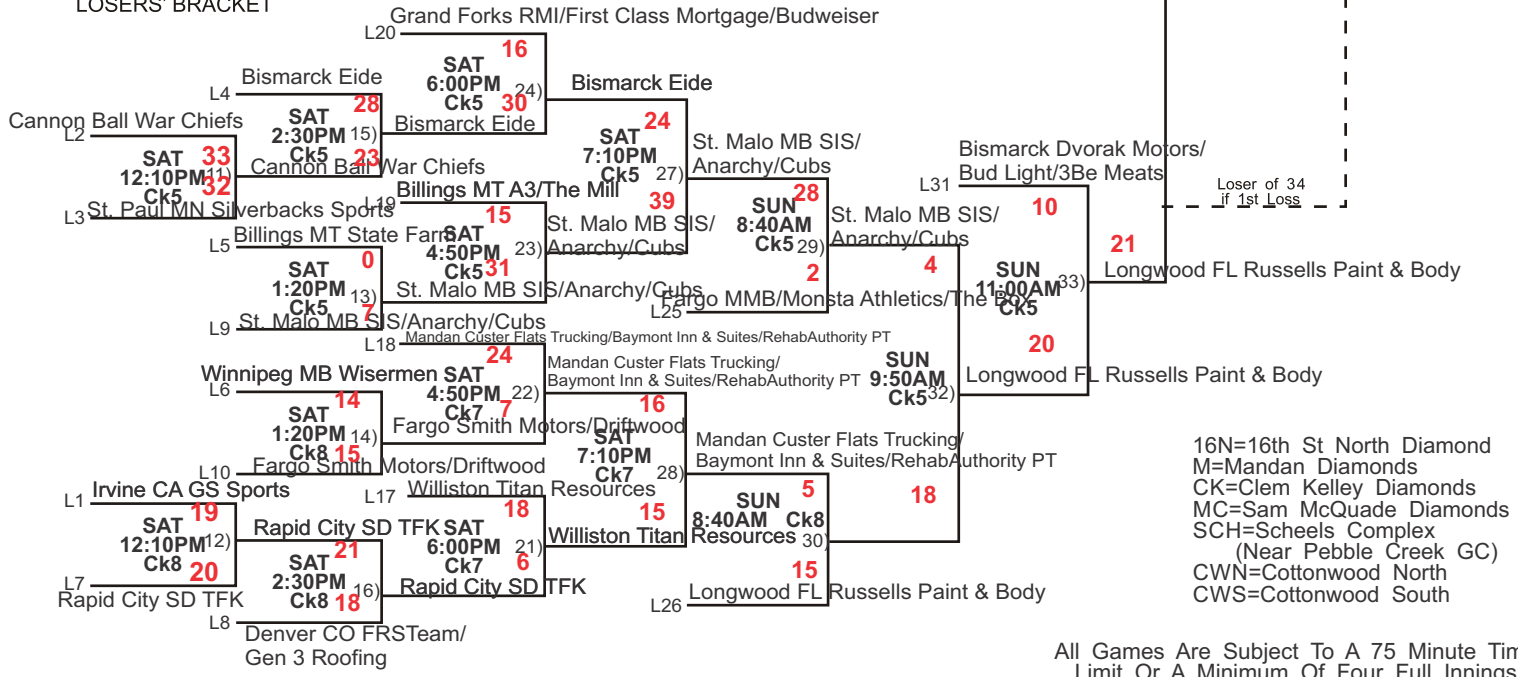 LOSERS' BRACKET
Grand Forks RMI/First Class Mortgage/Budweiser
L20
16
SAT
6:00PM
Ck5
24)
30
Bismarck Eide
L4
28
Bismarck Eide
SAT
2:30PM
Ck5
15)
23
Bismarck Eide
Cannon Ball War Chiefs
L2
SAT
12:10PM
Ck5
33
11)
32
Cannon Ball War Chiefs
L3
St. Paul MN Silverbacks Sports
24
SAT
7:10PM
Ck5
27)
39
St. Malo MB SIS/
Anarchy/Cubs
L19
Billings MT A3/The Mill
15
SAT
4:50PM
Ck5
23)
31
St. Malo MB SIS/
Anarchy/Cubs
L5
Billings MT State Farm
0
SAT
1:20PM
Ck5
13)
7
St. Malo MB SIS/Anarchy/Cubs
L9
St. Malo MB SIS/Anarchy/Cubs
28
SUN
8:40AM
Ck5
29)
2
St. Malo MB SIS/
Anarchy/Cubs
L25
Fargo MMB/Monsta Athletics/The Box
L18
Mandan Custer Flats Trucking/Baymont Inn & Suites/RehabAuthority PT
24
SAT
4:50PM
Ck7
22)
7
Mandan Custer Flats Trucking/
Baymont Inn & Suites/RehabAuthority PT
Winnipeg MB Wisermen
L6
14
SAT
1:20PM
Ck8
14)
15
Fargo Smith Motors/Driftwood
L10
Fargo Smith Motors/Driftwood
16
SAT
7:10PM
Ck7
28)
15
Mandan Custer Flats Trucking/
Baymont Inn & Suites/RehabAuthority PT
L17
Williston Titan Resources
18
SAT
6:00PM
Ck7
21)
6
Williston Titan Resources
L1
Irvine CA GS Sports
19
SAT
12:10PM
Ck8
12)
20
L7
Rapid City SD TFK
Rapid City SD TFK
21
SAT
2:30PM
Ck8
16)
18
Rapid City SD TFK
L8
Denver CO FRSTeam/
Gen 3 Roofing
5
SUN
8:40AM
Ck8
30)
15
L26
Longwood FL Russells Paint & Body
4
SUN
9:50AM
Ck5
32)
18
Longwood FL Russells Paint & Body
Bismarck Dvorak Motors/
Bud Light/3Be Meats
L31
10
SUN
11:00AM
Ck5
33)
20
21
Longwood FL Russells Paint & Body
Loser of 34
if 1st Loss
16N=16th St North Diamond
M=Mandan Diamonds
CK=Clem Kelley Diamonds
MC=Sam McQuade Diamonds
SCH=Scheels Complex
(Near Pebble Creek GC)
CWN=Cottonwood North
CWS=Cottonwood South
All Games Are Subject To A 75 Minute Tim
Limit Or A Minimum Of Four Full Innings